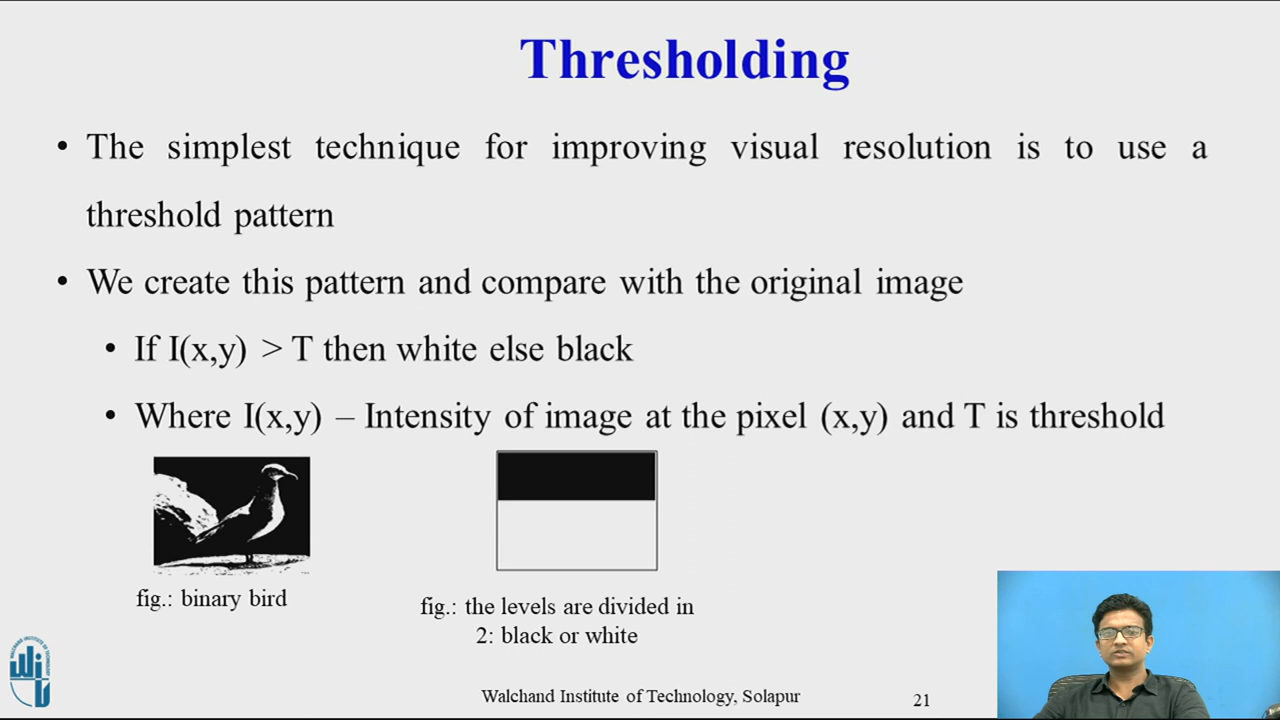 Thresholding
• The simplest technique for improving visual resolution is to use a
threshold pattern
• We create this pattern and compare with the original image
• If I(x,y) > T then white else black
• Where I(x,y) – Intensity of image at the pixel (x,y) and T is threshold
fig.: binary bird
fig.: the levels are divided in
2: black or white
Walchand Institute of Technology, Solapur
21